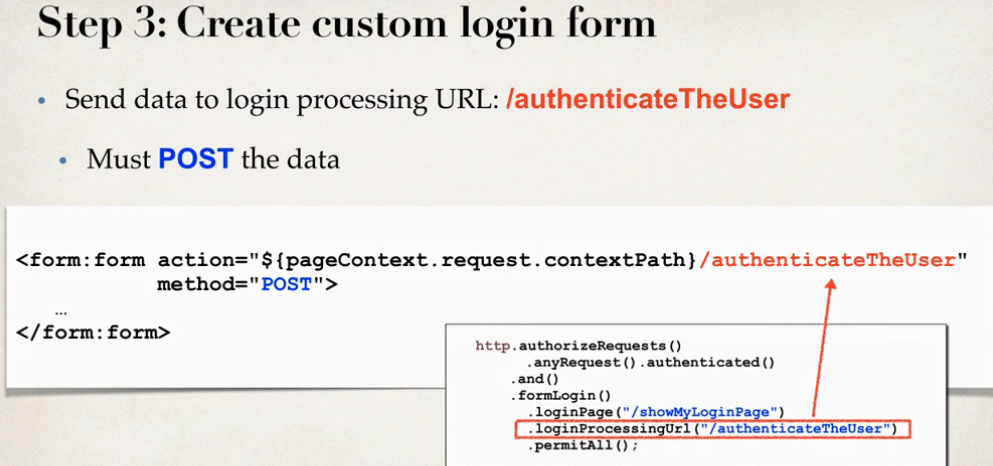 Step 3: Create custom login form
• Send data to login processing URL: /authenticateTheUser
• Must POST the data
<form:form action="${pageContext.request.contextPath}/authenticateTheUser"
method="POST">
…
</form:form>
http.authorizeRequests()
.anyRequest().authenticated()
.and()
.formLogin()
.loginPage("/showMyLoginPage")
.loginProcessingUrl("/authenticateTheUser")
.permitAll();